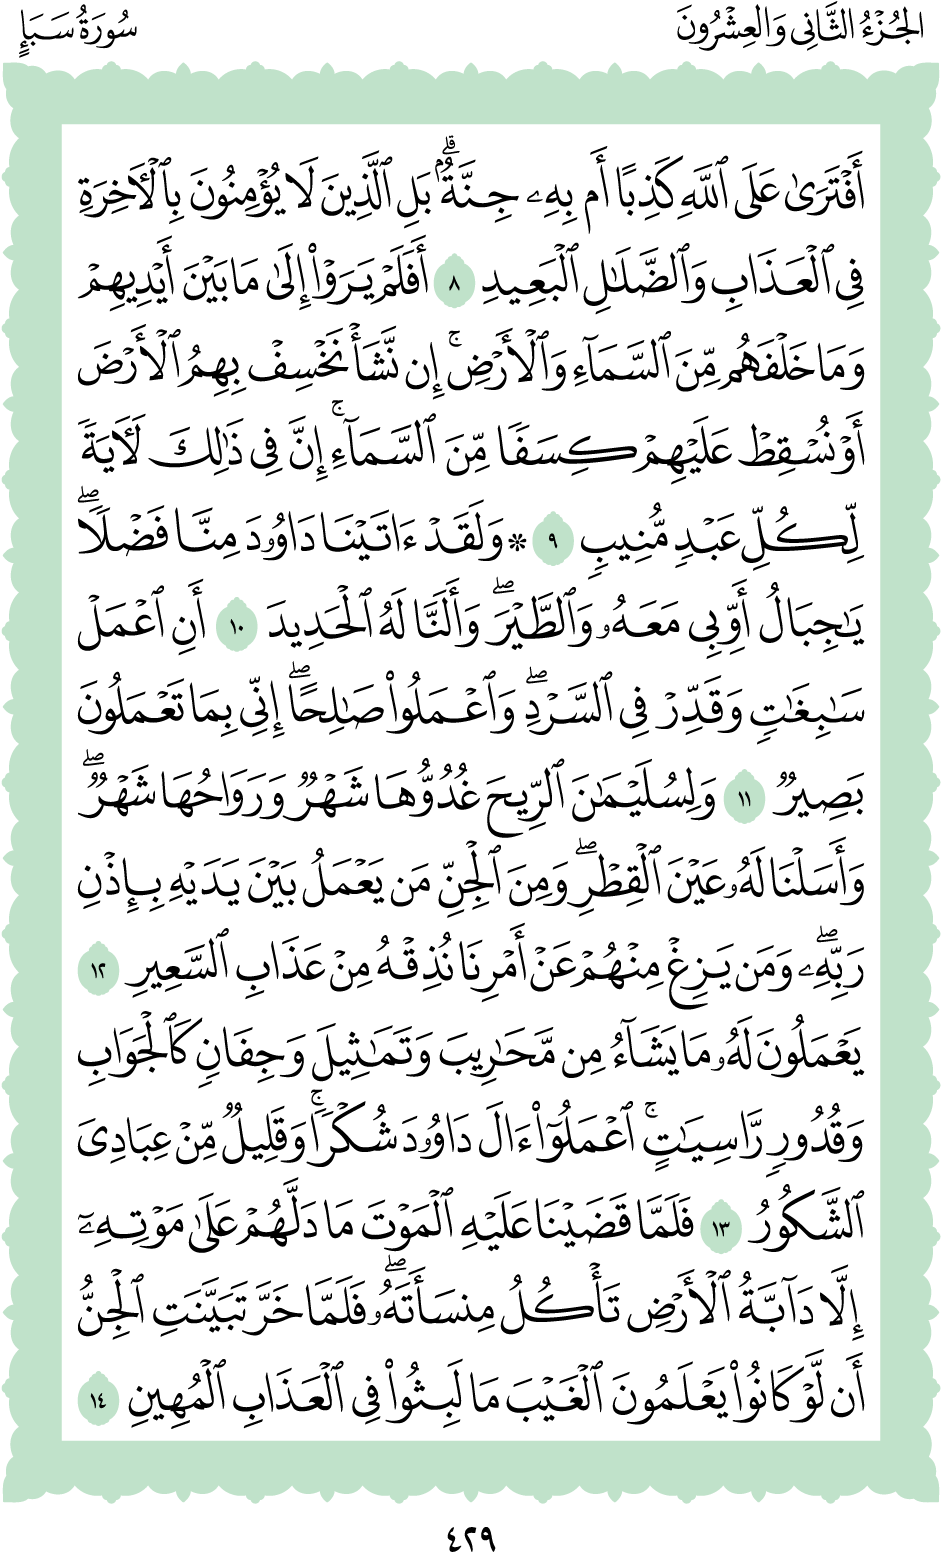 الجُزْءُ الثَّانِي وَالعِشْرُونَ
سُورَةُ سَبَإٍ
أَفْتَرَىٰ عَلَى ٱللَّهِ كَذِبًا أَم بِهِۦ جِنَّةُۢۗ بَلِ ٱلَّذِينَ لَا يُؤْمِنُونَ بِٱلْأَخِرَةِ
فِي ٱلْعَذَابِ وَٱلضَّلَٰلِ ٱلْبَعِيدِ ٨ أَفَلَمْ يَرَوْا۟ إِلَىٰ مَا بَيْنَ أَيْدِيهِمْ
وَمَا خَلْفَهُم مِّنَ ٱلسَّمَآءِ وَٱلْأَرْضِۚ إِن نَّشَأْ نَخْسِفْ بِهِمُ ٱلْأَرْضَ
أَوْ نُسْقِطْ عَلَيْهِمْ كِسَفًا مِّنَ ٱلسَّمَآءِۚ إِنَّ فِي ذَٰلِكَ لَأَيَةً
لِّكُلِّ عَبْدٍ مُّنِيبٍ ٩ ۞ وَلَقَدْ ءَاتَيْنَا دَاوُۥدَ مِنَّا فَضْلًاۖ
يَٰجِبَالُ أَوِّبِي مَعَهُۥ وَٱلطَّيْرَۖ وَأَلَنَّا لَهُ ٱلْحَدِيدَ ١٠ أَنِ ٱعْمَلْ
سَٰبِغَٰتٍ وَقَدِّرْ فِي ٱلسَّرْدِۖ وَٱعْمَلُوا۟ صَٰلِحًاۖ إِنِّي بِمَا تَعْمَلُونَ
بَصِيرٌ ١١ وَلِسُلَيْمَٰنَ ٱلرِّيحَ غُدُوُّهَا شَهْرٌ وَرَوَاحُهَا شَهْرٌۖ
وَأَسَلْنَا لَهُۥ عَيْنَ ٱلْقِطْرِۖ وَمِنَ ٱلْجِنِّ مَن يَعْمَلُ بَيْنَ يَدَيْهِ بِإِذْنِ
رَبِّهِۦۖ وَمَن يَزِغْ مِنْهُمْ عَنْ أَمْرِنَا نُذِقْهُ مِنْ عَذَابِ ٱلسَّعِيرِ ١٢
يَعْمَلُونَ لَهُۥ مَا يَشَآءُ مِن مَّحَٰرِيبَ وَتَمَٰثِيلَ وَجِفَانٍ كَٱلْجَوَابِ
وَقُدُورٍ رَّاسِيَٰتٍۚ ٱعْمَلُوٓا۟ ءَالَ دَاوُۥدَ شُكْرًاۚ وَقَلِيلٌ مِّنْ عِبَادِىَ
ٱلشَّكُورُ ١٣ فَلَمَّا قَضَيْنَا عَلَيْهِ ٱلْمَوْتَ مَا دَلَّهُمْ عَلَىٰ مَوْتِهِۦٓ
إِلَّا دَآبَّةُ ٱلْأَرْضِ تَأْكُلُ مِنسَأَتَهُۥۖ فَلَمَّا خَرَّ تَبَيَّنَتِ ٱلْجِنُّ
أَن لَّوْ كَانُوا۟ يَعْلَمُونَ ٱلْغَيْبَ مَا لَبِثُوا۟ فِي ٱلْعَذَابِ ٱلْمُهِينِ ١٤
٤٢٩